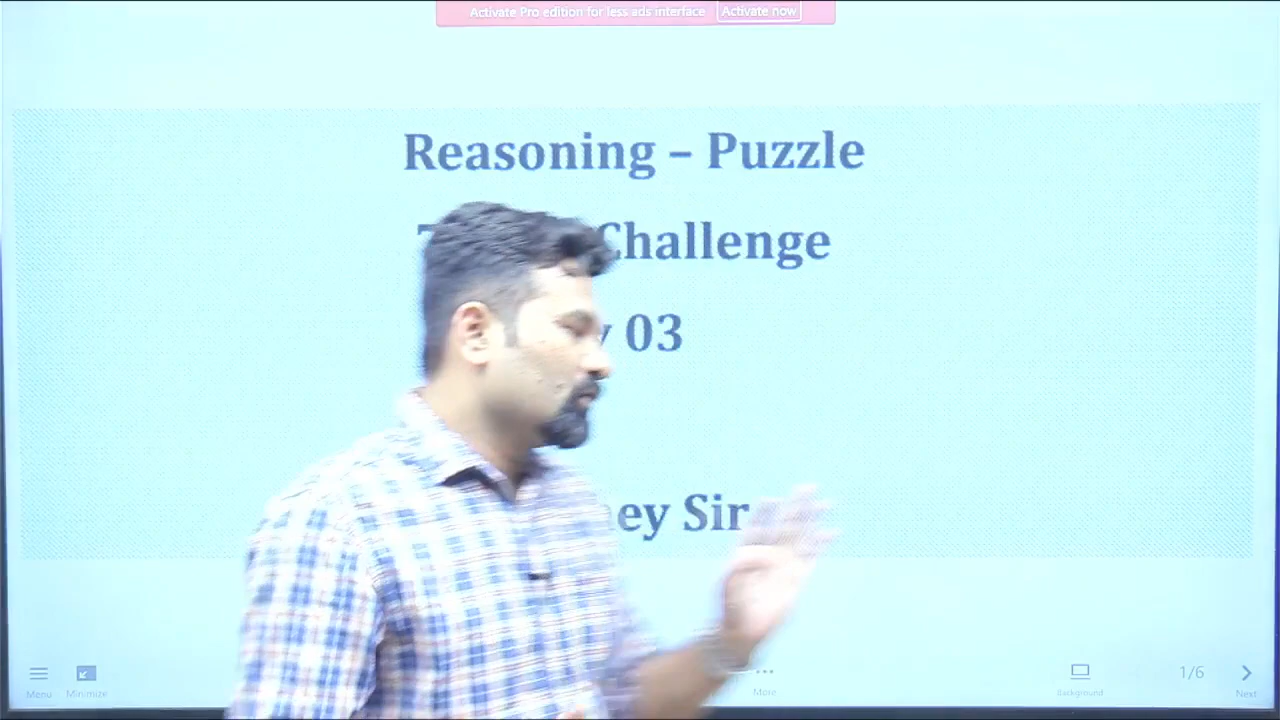 Activate Pro edition for less ads interface Activate now
Reasoning – Puzzle
Challenge
03
Sir
Menu
Minimize
More
Background
1/6
Next